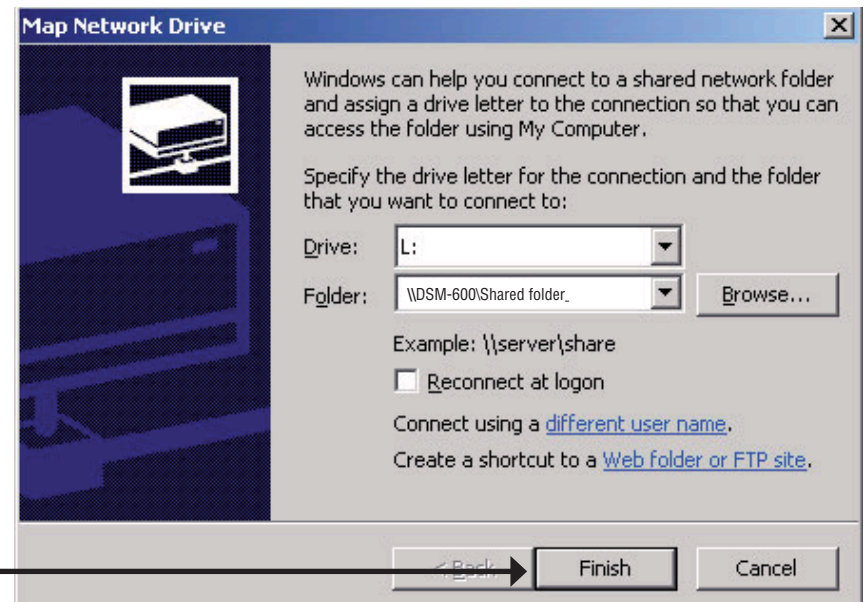 Map Network Drive
Windows can help you connect to a shared network folder
and assign a drive letter to the connection so that you can
access the folder using My Computer.
Specify the drive letter for the connection and the folder
that you want to connect to:
Drive: L:
Folder: \\DSM-600\Shared folder_ Browse...
Example: \\server\share
Reconnect at logon
Connect using a different user name.
Create a shortcut to a Web folder or FTP site.
< Back Finish Cancel